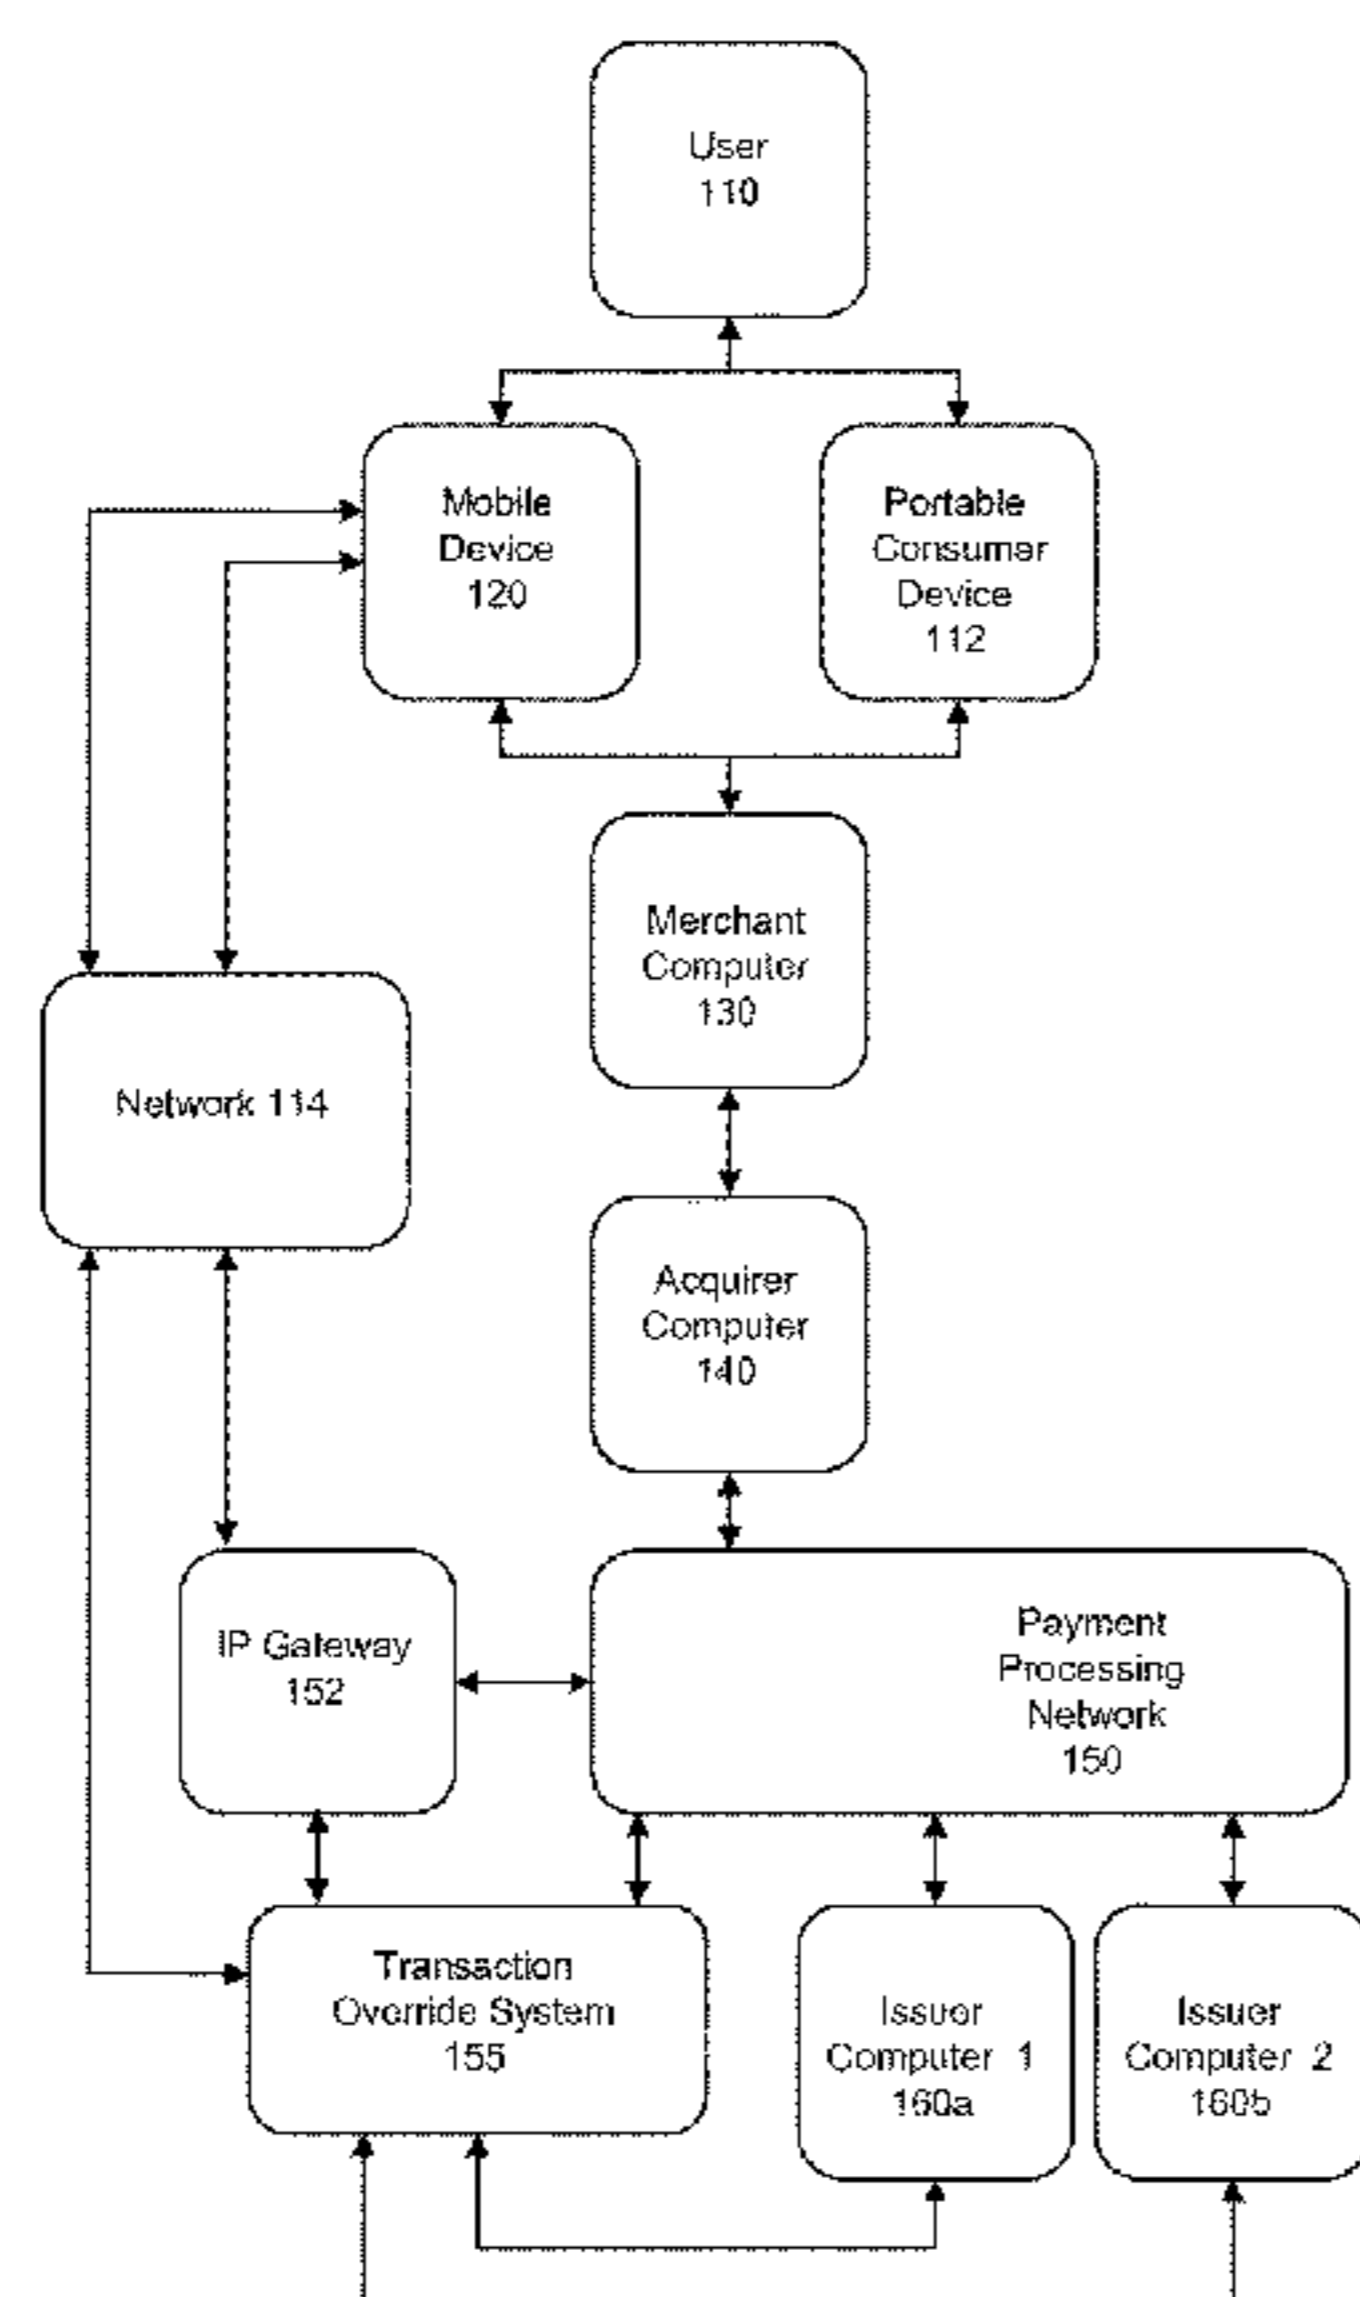 User
110
Mobile
Device
120
Portable
Consumer
Device
112
Merchant
Computer
130
Network 114
Acquirer
Computer
140
IP Gateway
152
Payment
Processing
Network
150
Transaction
Override System
155
Issuer
Computer 1
160a
Issuer
Computer 2
160b